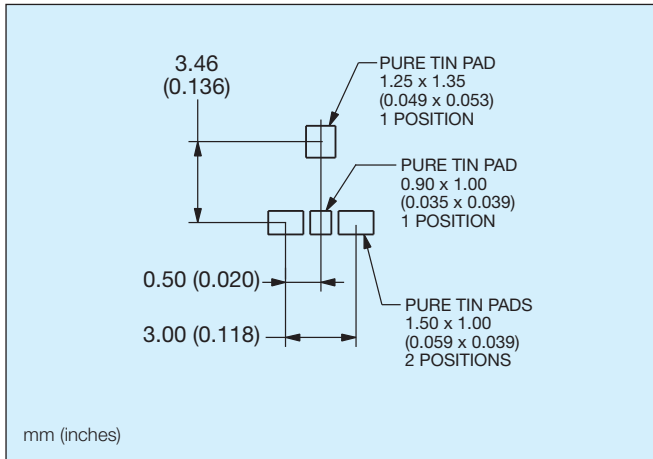 3.46
(0.136)
PURE TIN PAD
1.25 x 1.35
(0.049 x 0.053)
1 POSITION
PURE TIN PAD
0.90 x 1.00
(0.035 x 0.039)
1 POSITION
0.50 (0.020)
3.00 (0.118)
PURE TIN PADS
1.50 x 1.00
(0.059 x 0.039)
2 POSITIONS
mm (inches)